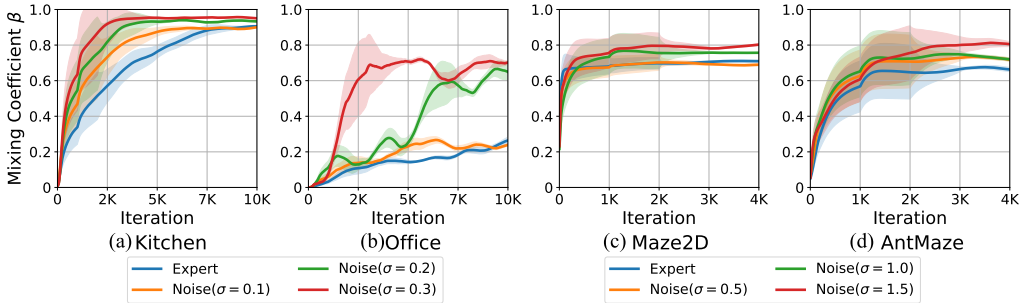 Mixing Coefficient β
1.0
0.8
0.6
0.4
0.2
0
0 2K 5K 7K 10K
Iteration
(a) Kitchen
1.0
0.8
0.6
0.4
0.2
0
0 2K 5K 7K 10K
Iteration
(b) Office
1.0
0.8
0.6
0.4
0.2
0
0 1K 2K 3K 4K
Iteration
(c) Maze2D
1.0
0.8
0.6
0.4
0.2
0
0 1K 2K 3K 4K
Iteration
(d) AntMaze
Expert
Noise(σ = 0.1)
Noise(σ = 0.2)
Noise(σ = 0.3)
Expert
Noise(σ = 0.5)
Noise(σ = 1.0)
Noise(σ = 1.5)